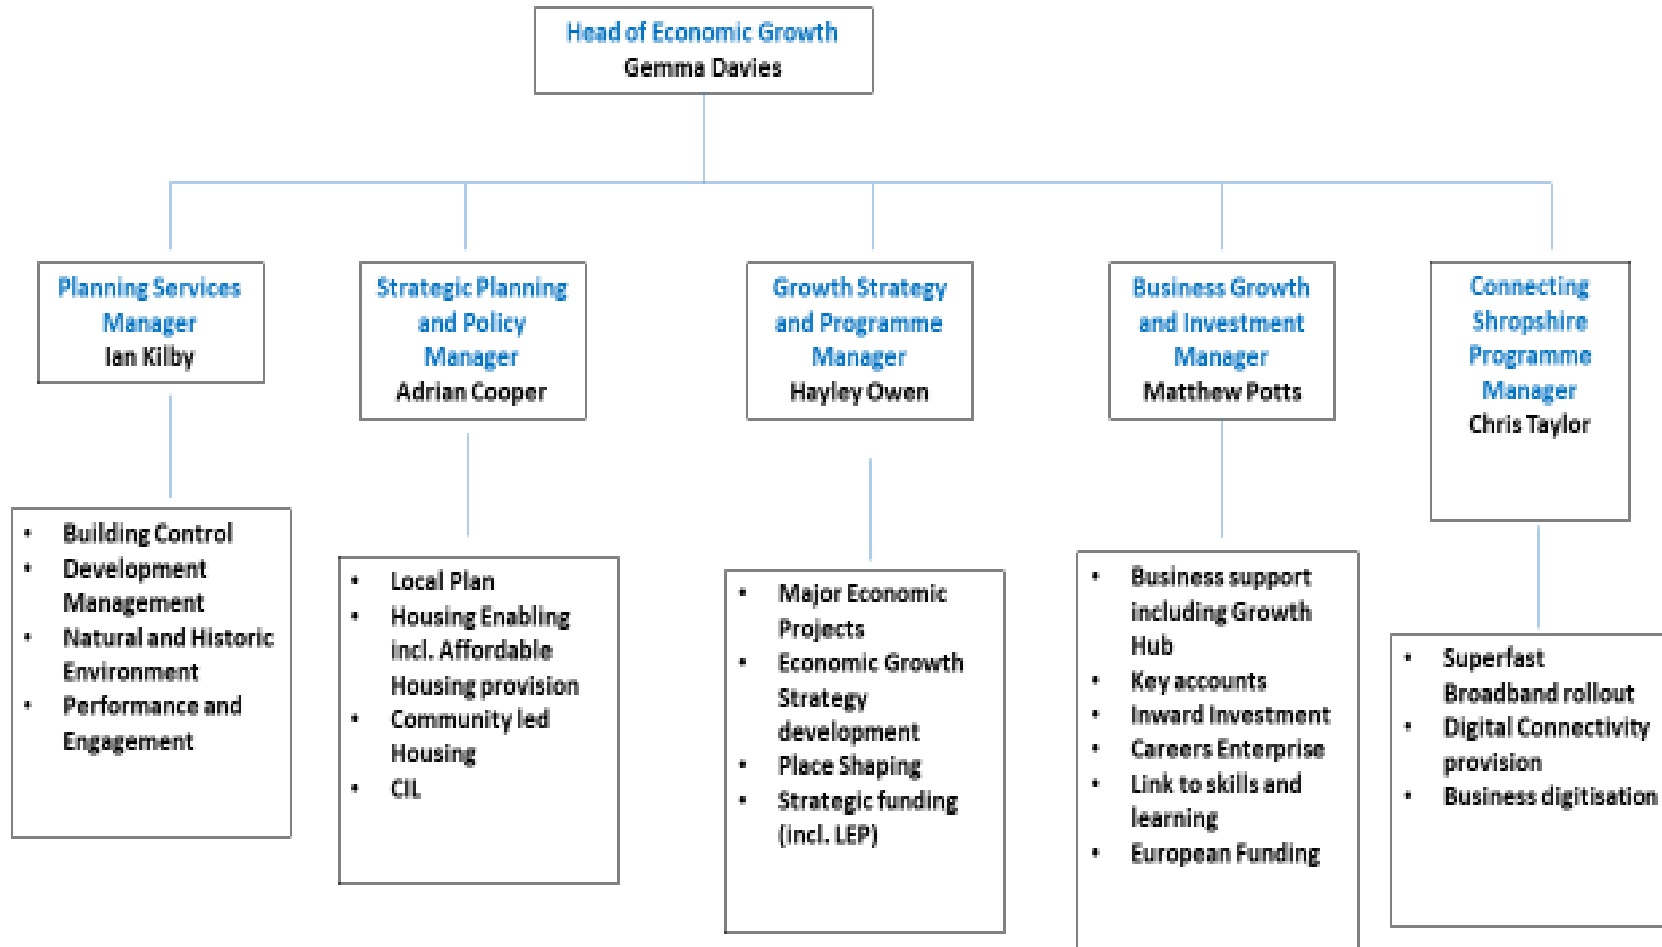 Head of Economic Growth
Gemma Davies
Planning Services
Manager
Ian Kilby
Strategic Planning
and Policy
Manager
Adrian Cooper
Growth Strategy
and Programme
Manager
Hayley Owen
Business Growth
and Investment
Manager
Matthew Potts
Connecting
Shropshire
Programme
Manager
Chris Taylor
• Building Control
• Development
Management
• Natural and Historic
Environment
• Performance and
Engagement
• Local Plan
• Housing Enabling
incl. Affordable
Housing provision
• Community led
Housing
• CIL
• Major Economic
Projects
• Economic Growth
Strategy
development
• Place Shaping
• Strategic funding
(incl. LEP)
• Business support
including Growth
Hub
• Key accounts
• Inward Investment
• Careers Enterprise
• Link to skills and
learning
• European Funding
• Superfast
Broadband rollout
• Digital Connectivity
provision
• Business digitisation